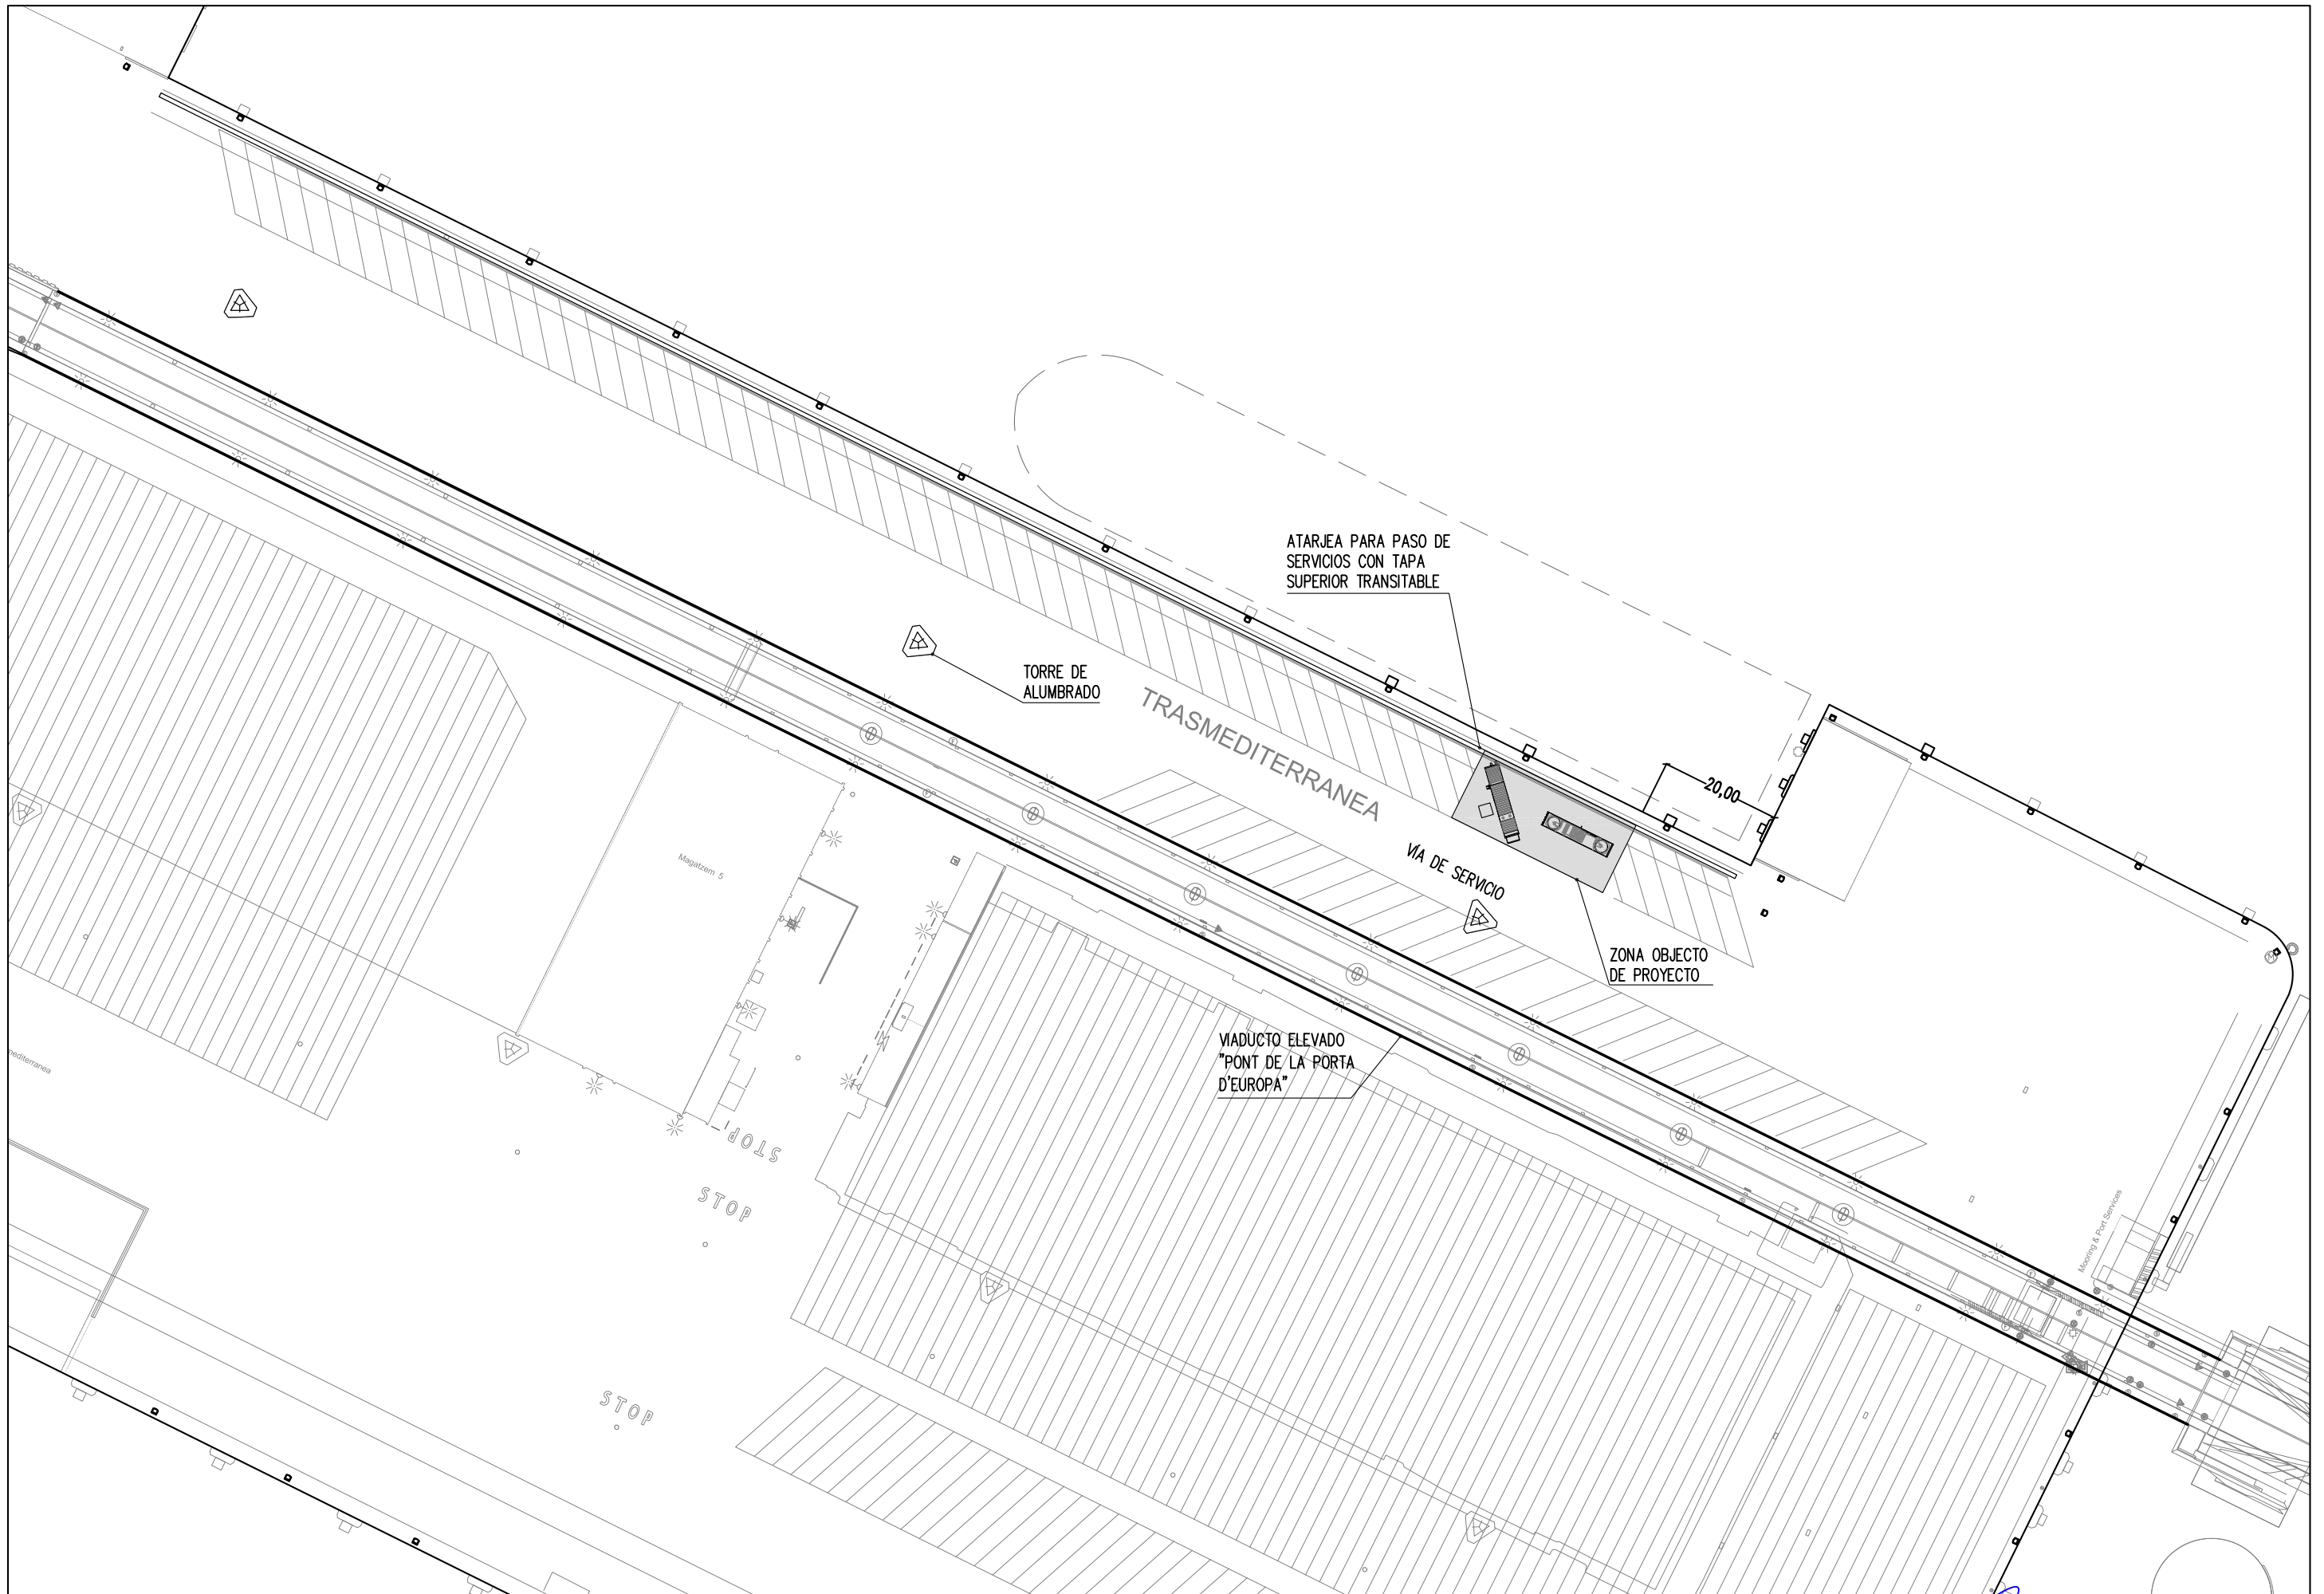 ATARJEA PARA PASO DE
SERVICIOS CON TAPA
SUPERIOR TRANSITABLE
TORRE DE
ALUMBRADO
TRASMEDITERRANEA
20,00
VÍA DE SERVICIO
Magatzem 5
ZONA OBJECTO
DE PROYECTO
VIADUCTO ELEVADO
"PONT DE LA PORTA
D'EUROPA"
mediterranea
STOP
STOP
STOP
Mooring & Port Services